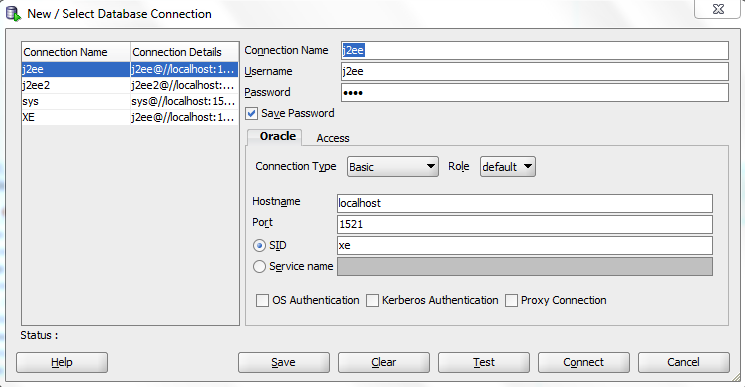 New / Select Database Connection
Connection Name Connection Details
j2ee j2ee@//localhost:1...
j2ee2 j2ee2@//localhost:...
sys sys@//localhost:15...
XE j2ee@//localhost:1...
Connection Name j2ee
Username j2ee
Password ••••
Save Password
Oracle Access
Connection Type Basic Role default
Hostname localhost
Port 1521
SID xe
Service name
OS Authentication Kerberos Authentication Proxy Connection
Status :
Help Save Clear Test Connect Cancel